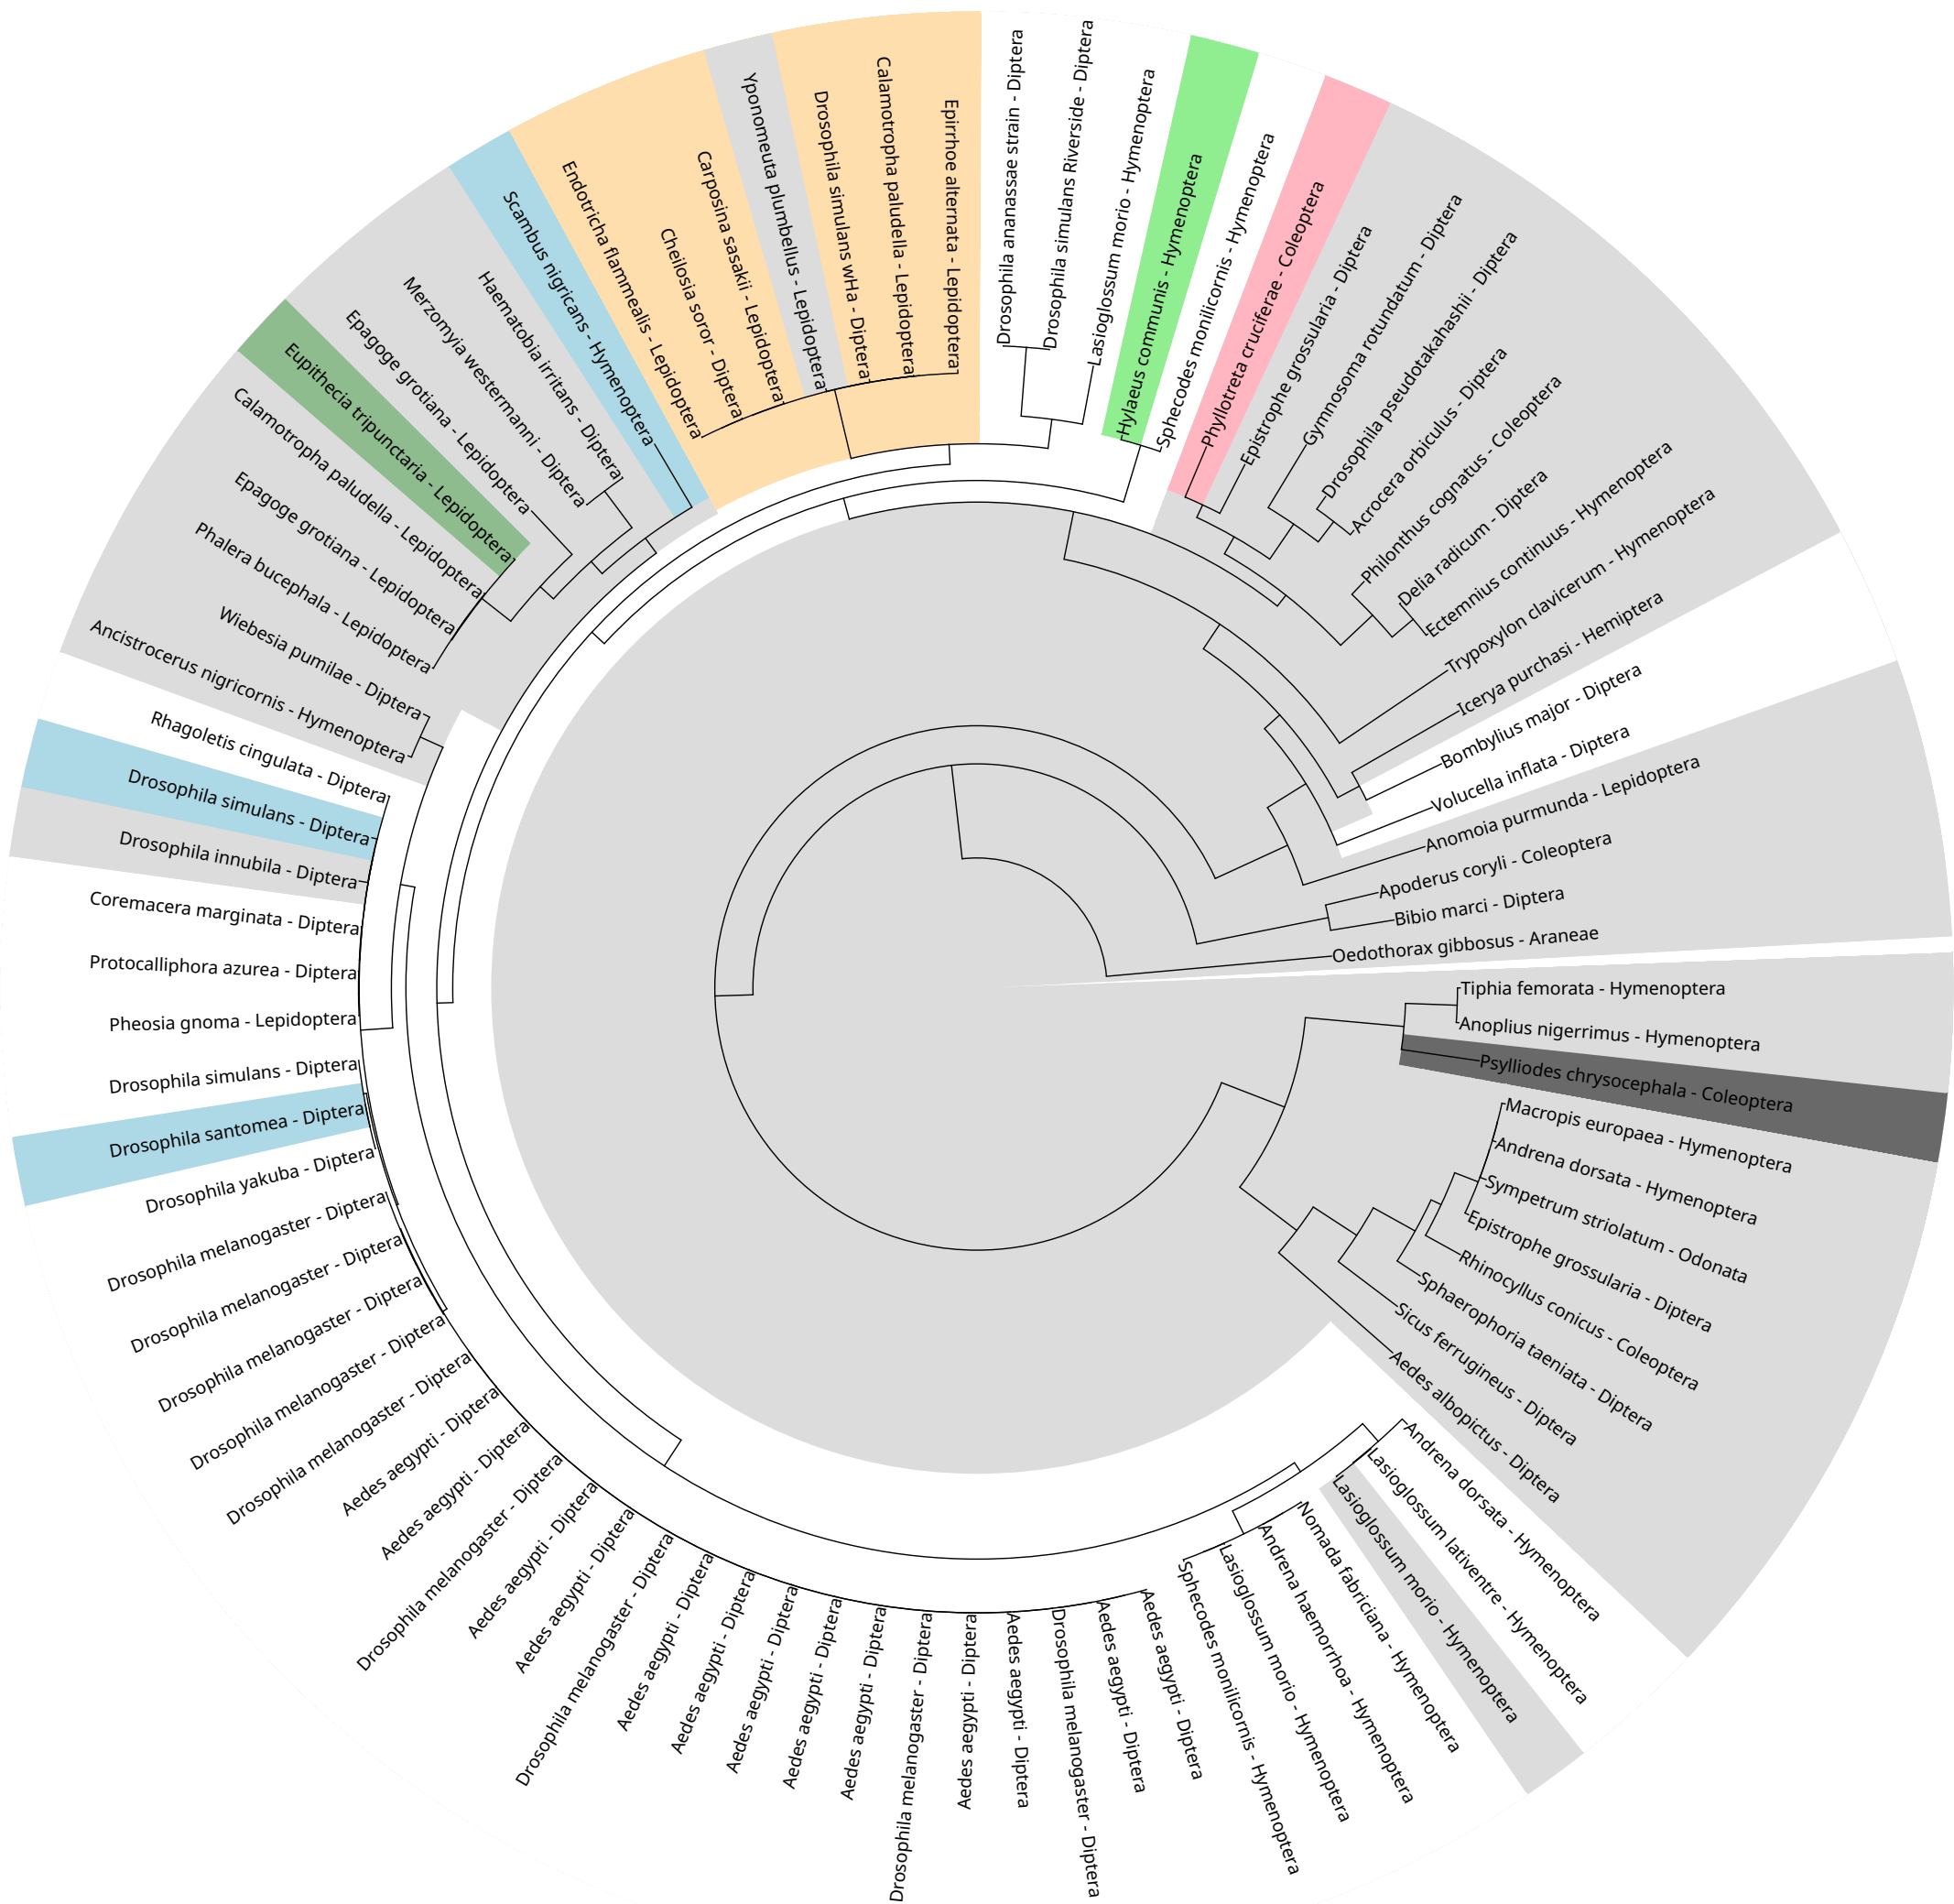 Drosophila ananassae strain - Diptera
Drosophila simulans Riverside - Diptera
Lasioglossum morio - Hymenoptera
Hylaeus communis - Hymenoptera
Sphecodes monilicornis - Hymenoptera
Phyllotreta cruciferae - Coleoptera
Epistrophe grossularia - Diptera
Gymnosoma rotundatum - Diptera
Drosophila pseudotakahashii - Diptera
Acrocera orbiculus - Diptera
Philonthus cognatus - Coleoptera
Delia radicum - Diptera
Ectemnius continuus - Hymenoptera
Trypoxylon clavicerum - Hymenoptera
Icerya purchasi - Hemiptera
Bombylius major - Diptera
Volucella inflata - Diptera
Anomoia purmunda - Lepidoptera
Apoderus coryli - Coleoptera
Bibio marci - Diptera
Oedothorax gibbosus - Araneae
Tiphia femorata - Hymenoptera
Anoplius nigerrimus - Hymenoptera
Psylliodes chrysocephala - Coleoptera
Macropis europaea - Hymenoptera
Andrena dorsata - Hymenoptera
Sympetrum striolatum - Odonata
Epistrophe grossularia - Diptera
Rhinocyllus conicus - Coleoptera
Sphaerophoria taeniata - Diptera
Sicus ferrugineus - Diptera
Aedes albopictus - Diptera
Andrena dorsata - Hymenoptera
Lasioglossum lativentre - Hymenoptera
Lasioglossum morio - Hymenoptera
Nomada fabriciana - Hymenoptera
Andrena haemorrhoa - Hymenoptera
Lasioglossum morio - Hymenoptera
Sphecodes monilicornis - Hymenoptera
Aedes aegypti - Diptera
Aedes aegypti - Diptera
Drosophila melanogaster - Diptera
Aedes aegypti - Diptera
Aedes aegypti - Diptera
Drosophila melanogaster - Diptera
Aedes aegypti - Diptera
Aedes aegypti - Diptera
Aedes aegypti - Diptera
Aedes aegypti - Diptera
Aedes aegypti - Diptera
Drosophila melanogaster - Diptera
Aedes aegypti - Diptera
Aedes aegypti - Diptera
Drosophila melanogaster - Diptera
Aedes aegypti - Diptera
Aedes aegypti - Diptera
Drosophila melanogaster - Diptera
Drosophila melanogaster - Diptera
Drosophila melanogaster - Diptera
Drosophila melanogaster - Diptera
Drosophila melanogaster - Diptera
Drosophila yakuba - Diptera
Drosophila santomea - Diptera
Drosophila simulans - Diptera
Pheosia gnoma - Lepidoptera
Protocalliphora azurea - Diptera
Coremacera marginata - Diptera
Drosophila innubila - Diptera
Drosophila simulans - Diptera
Rhagoletis cingulata - Diptera
Ancistrocerus nigricornis - Hymenoptera
Wiebesia pumilae - Diptera
Phalera bucephala - Lepidoptera
Epagoge grotiana - Lepidoptera
Calamotropha paludella - Lepidoptera
Eupithecia tripunctaria - Lepidoptera
Epagoge grotiana - Lepidoptera
Merzomyia westermanni - Diptera
Haematobia irritans - Diptera
Scambus nigricans - Hymenoptera
Endotricha flammealis - Lepidoptera
Cheilosia soror - Diptera
Carposina sasakii - Lepidoptera
Yponomeuta plumbellus - Lepidoptera
Drosophila simulans wHa - Diptera
Calamotropha paludella - Lepidoptera
Epirrhoe alternata - Lepidoptera